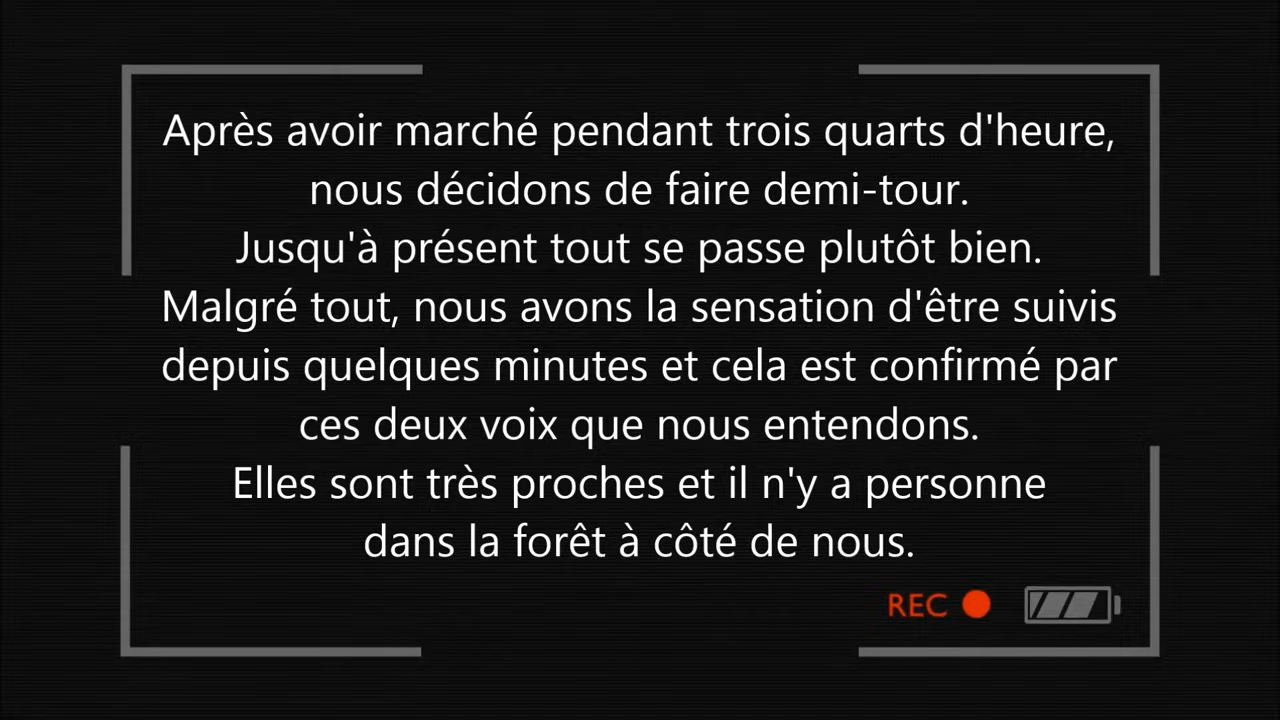 Après avoir marché pendant trois quarts d'heure,
nous décidons de faire demi-tour.
Jusqu'à présent tout se passe plutôt bien.
Malgré tout, nous avons la sensation d'être suivis
depuis quelques minutes et cela est confirmé par
ces deux voix que nous entendons.
Elles sont très proches et il n'y a personne
dans la forêt à côté de nous.
REC